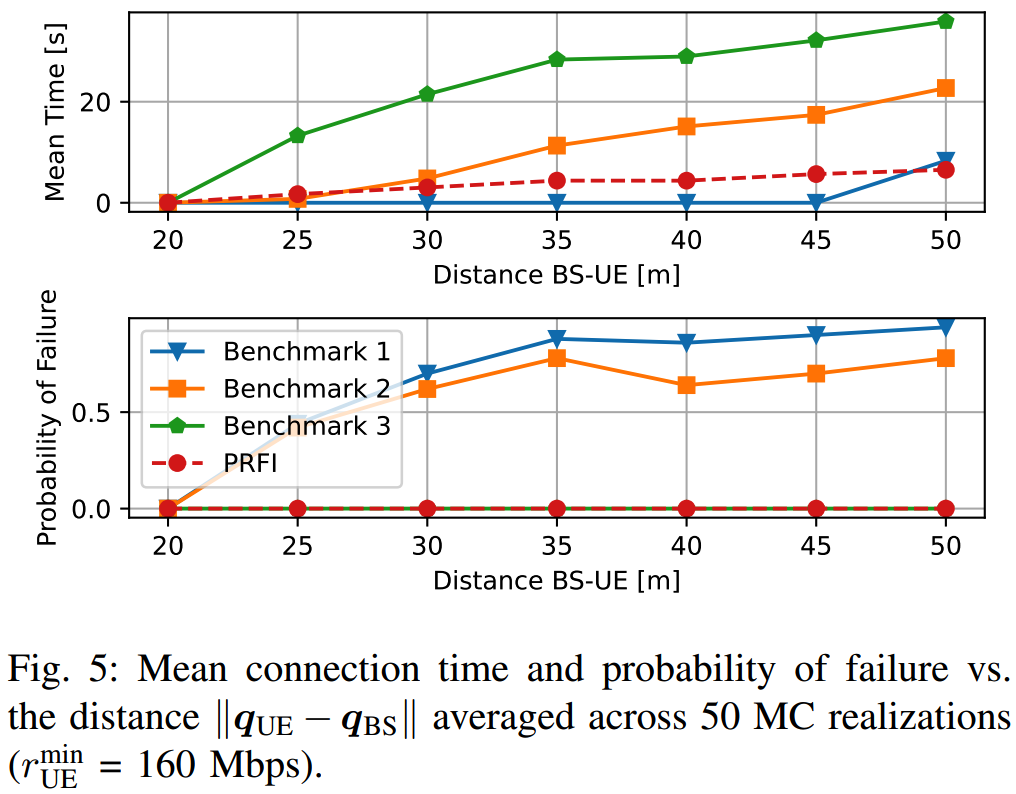 Mean Time [s]
20
0
20 25 30 35 40 45 50
Distance BS-UE [m]
Probability of Failure
0.5
0.0
Benchmark 1
Benchmark 2
Benchmark 3
PRFI
20 25 30 35 40 45 50
Distance BS-UE [m]
Fig. 5: Mean connection time and probability of failure vs.
the distance ‖q_UE − q_BS‖ averaged across 50 MC realizations
(r_UE^min = 160 Mbps).